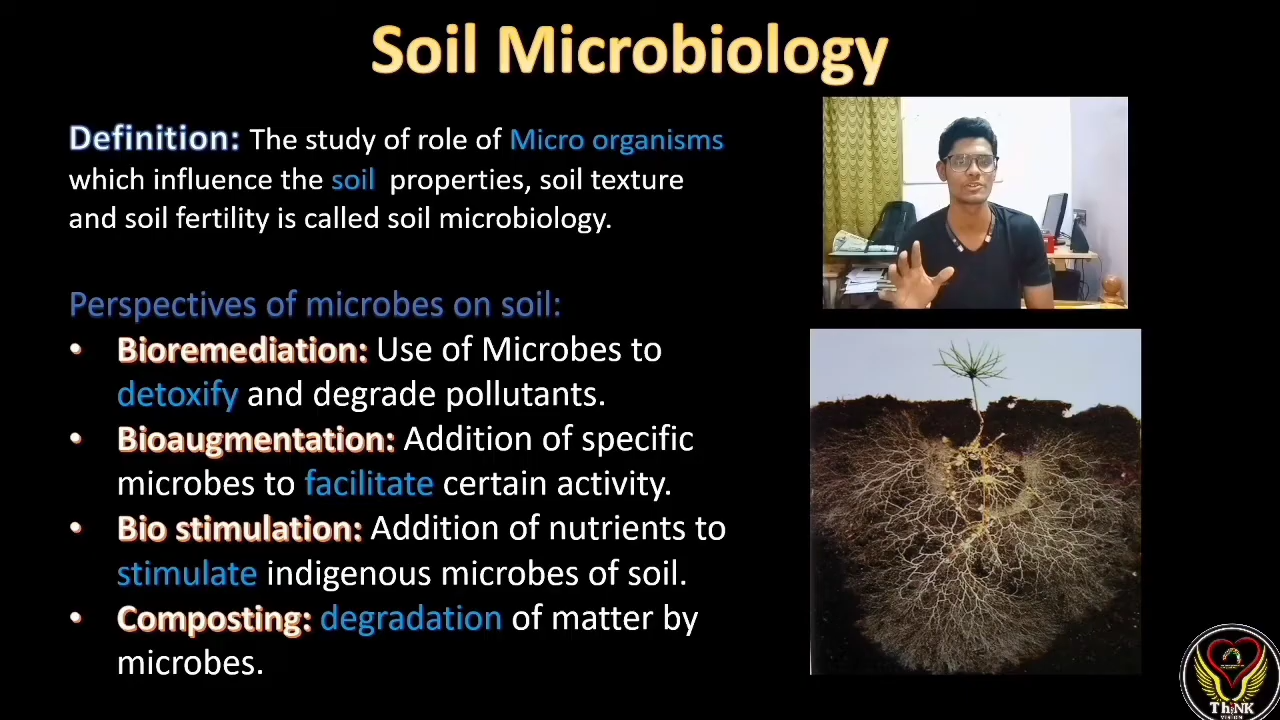 Soil Microbiology
Definition: The study of role of Micro organisms
which influence the soil properties, soil texture
and soil fertility is called soil microbiology.
Perspectives of microbes on soil:
• Bioremediation: Use of Microbes to
detoxify and degrade pollutants.
• Bioaugmentation: Addition of specific
microbes to facilitate certain activity.
• Bio stimulation: Addition of nutrients to
stimulate indigenous microbes of soil.
• Composting: degradation of matter by
microbes.
ThiNK
VISION